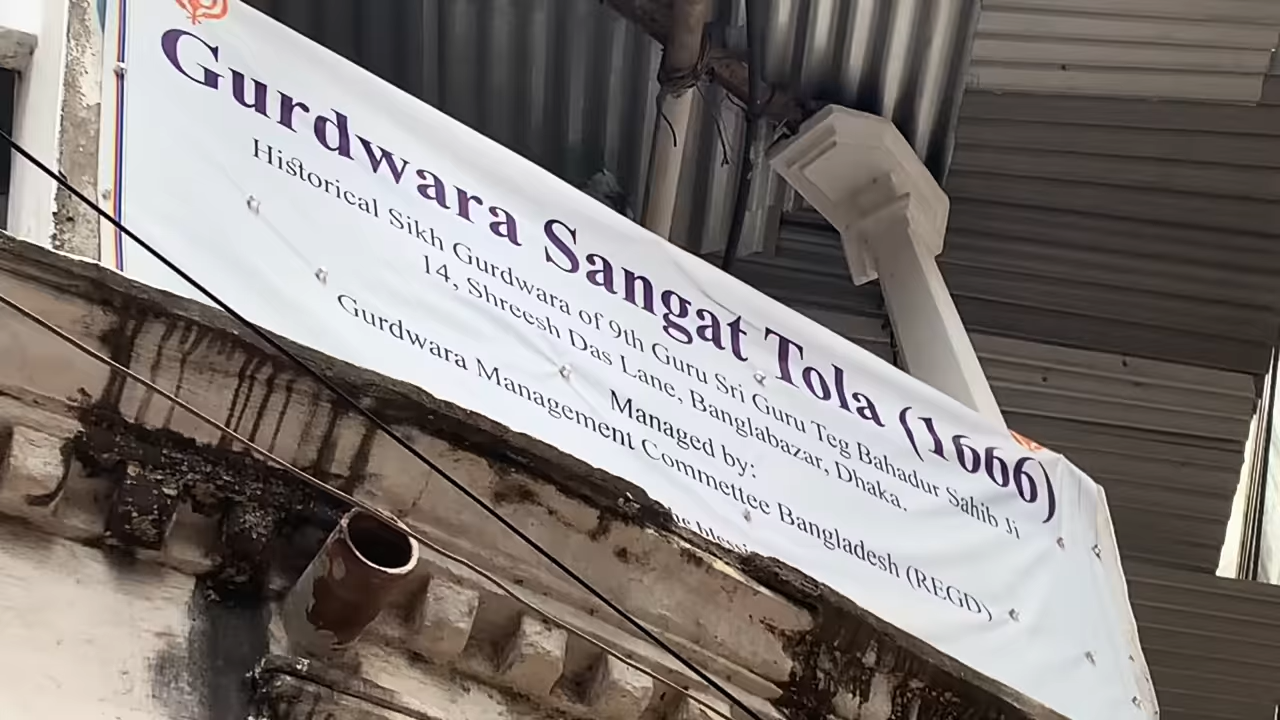 Gurdwara Sangat Tola (1666)
Historical Sikh Gurdwara of 9th Guru Sri Guru Teg Bahadur Sahib Ji
14, Shreesh Das Lane, Banglabazar, Dhaka.
Managed by:
Gurdwara Management Committee Bangladesh (REGD)